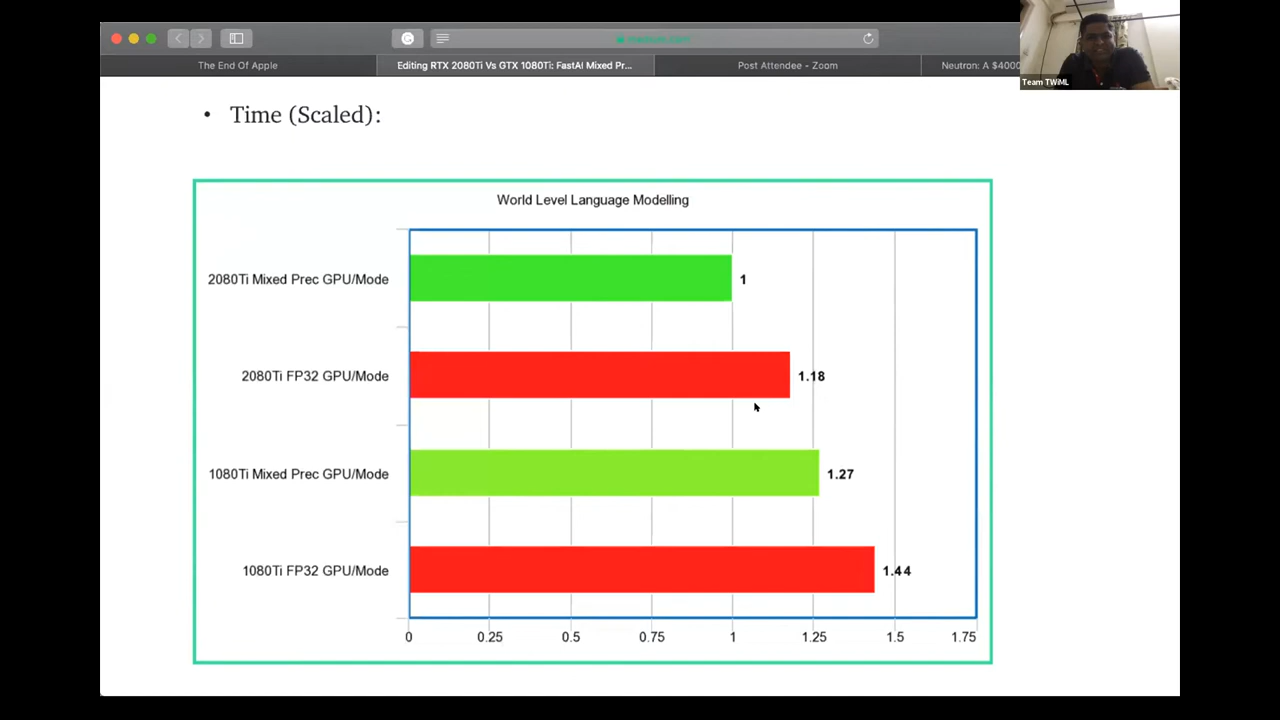 The End Of Apple
Editing RTX 2080Ti Vs GTX 1080Ti: FastAI Mixed Pr...
Post Attendee - Zoom
Neutron: A $4000
Team TWiML
• Time (Scaled):
World Level Language Modelling
2080Ti Mixed Prec GPU/Mode
1
2080Ti FP32 GPU/Mode
1.18
1080Ti Mixed Prec GPU/Mode
1.27
1080Ti FP32 GPU/Mode
1.44
0 0.25 0.5 0.75 1 1.25 1.5 1.75